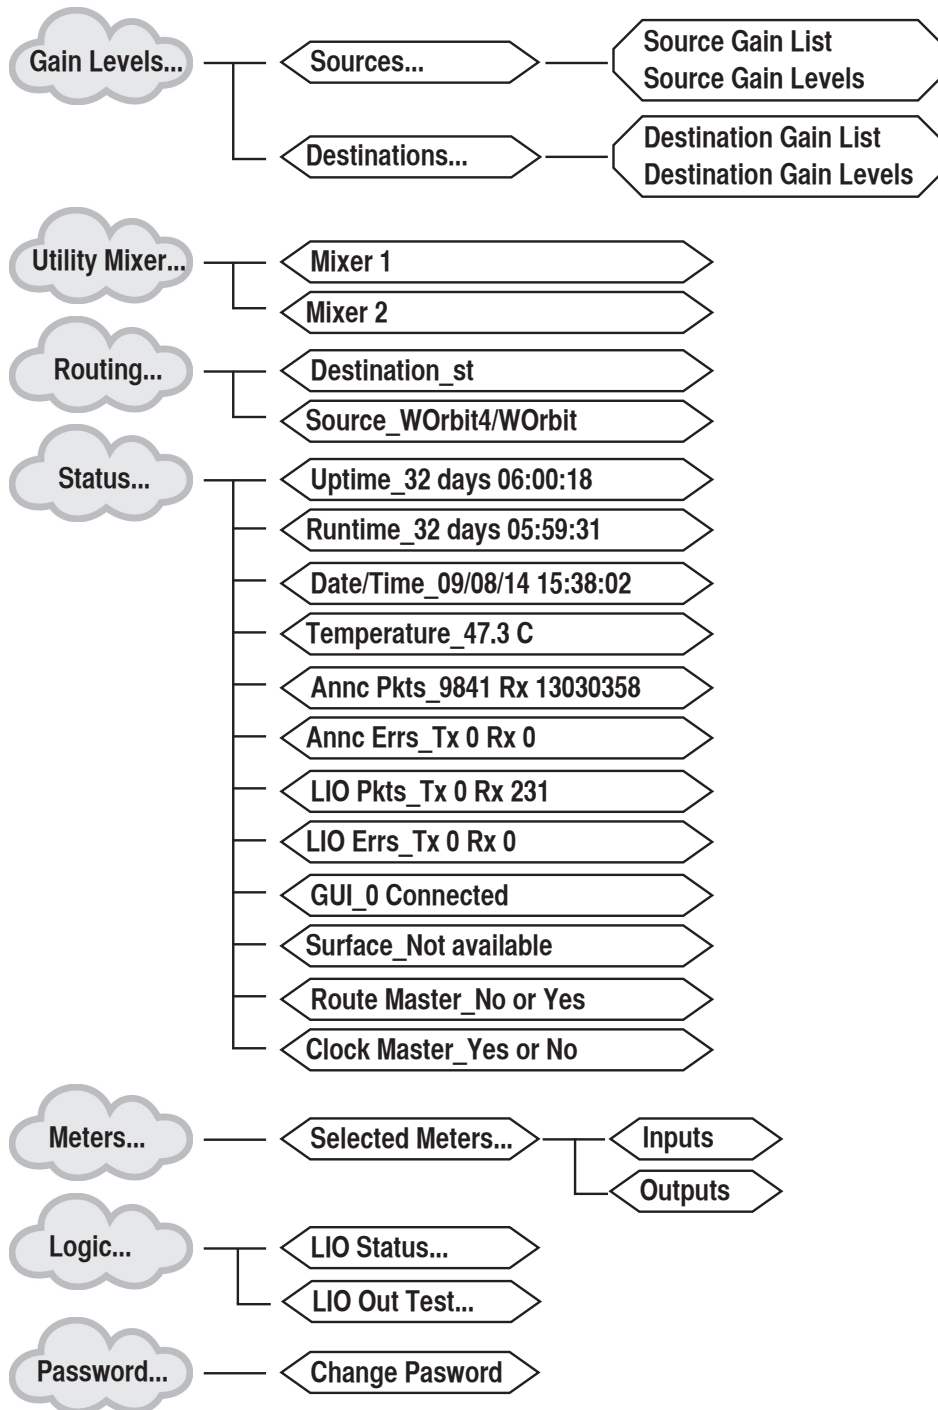 Gain Levels...
Sources...
Source Gain List
Source Gain Levels
Destinations...
Destination Gain List
Destination Gain Levels
Utility Mixer...
Mixer 1
Mixer 2
Routing...
Destination_st
Source_WOrbit4/WOrbit
Status...
Uptime_32 days 06:00:18
Runtime_32 days 05:59:31
Date/Time_09/08/14 15:38:02
Temperature_47.3 C
Annc Pkts_9841 Rx 13030358
Annc Errs_Tx 0 Rx 0
LIO Pkts_Tx 0 Rx 231
LIO Errs_Tx 0 Rx 0
GUI_0 Connected
Surface_Not available
Route Master_No or Yes
Clock Master_Yes or No
Meters...
Selected Meters...
Inputs
Outputs
Logic...
LIO Status...
LIO Out Test...
Password...
Change Pasword